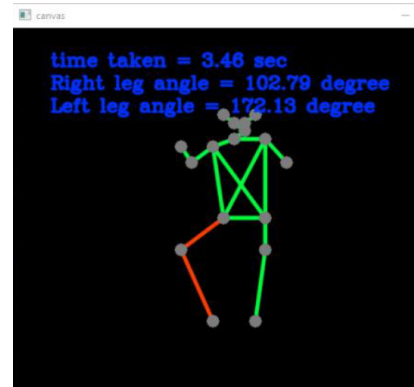 canvas
time taken = 3.46 sec
Right leg angle = 102.79 degree
Left leg angle = 172.13 degree